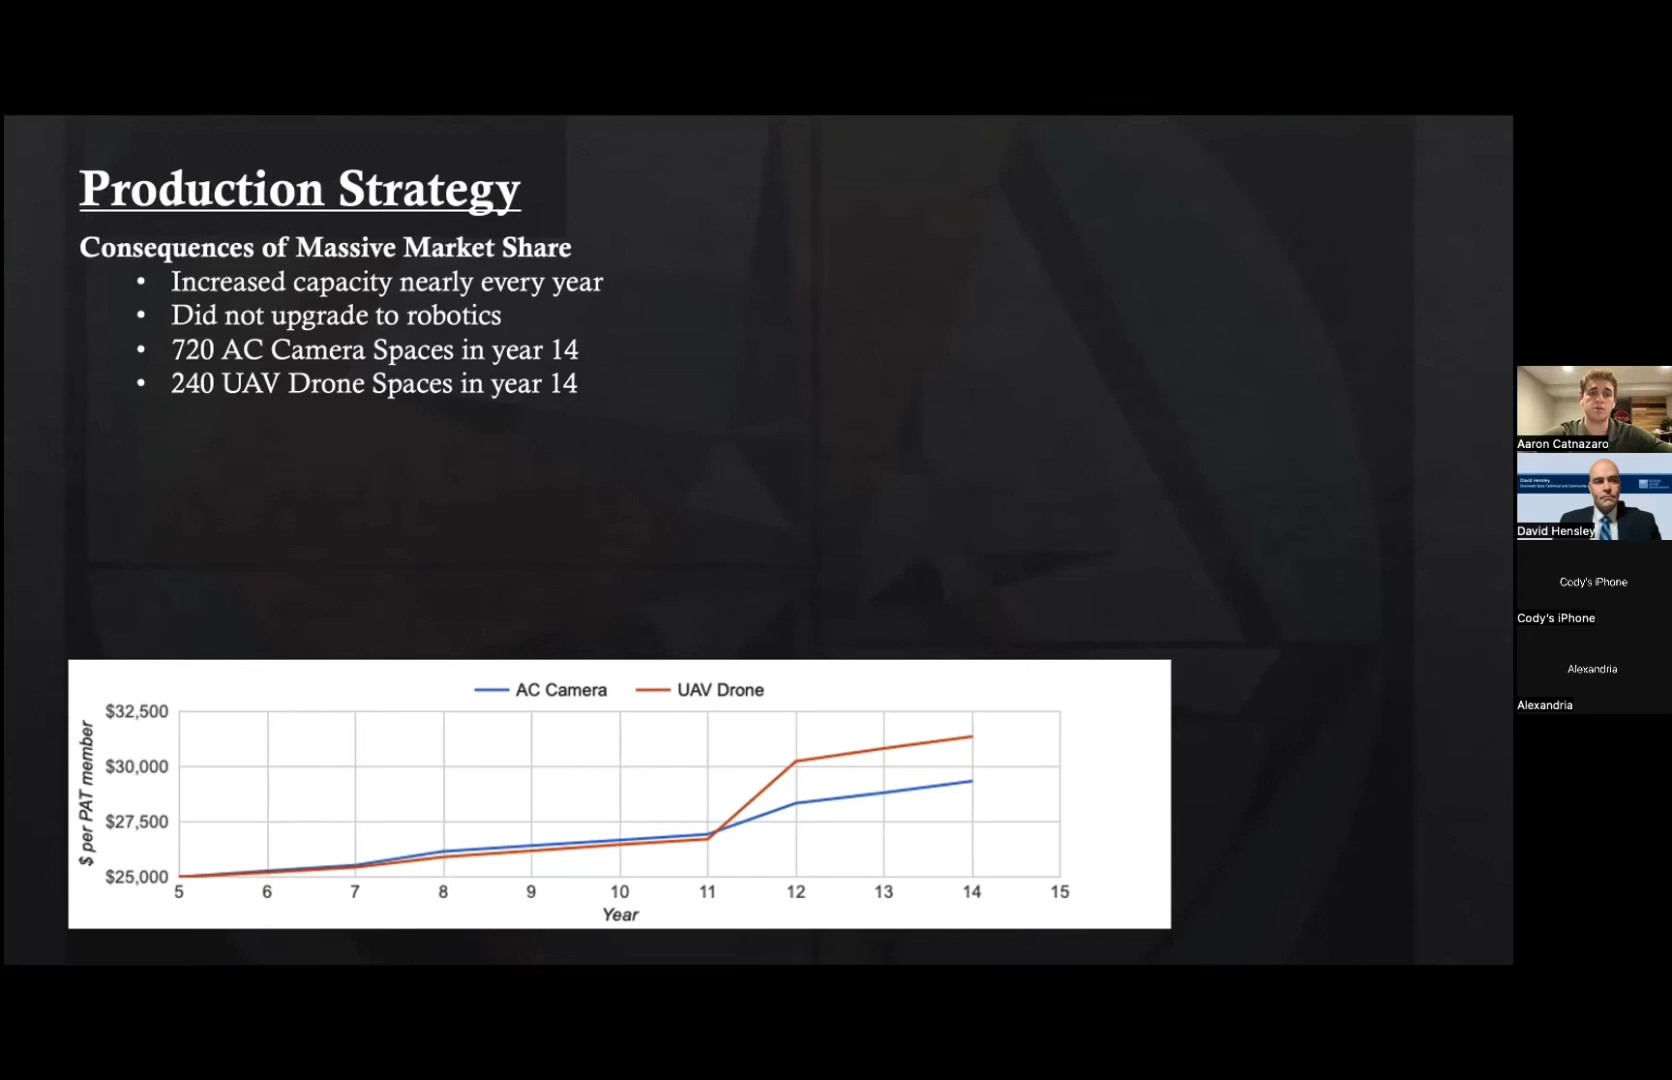 Production Strategy
Consequences of Massive Market Share
• Increased capacity nearly every year
• Did not upgrade to robotics
• 720 AC Camera Spaces in year 14
• 240 UAV Drone Spaces in year 14
AC Camera UAV Drone
$ per PAT member
$32,500
$30,000
$27,500
$25,000
5 6 7 8 9 10 11 12 13 14 15
Year
Aaron Catnazaro
David Hensley
David Hensley
Cody's iPhone
Cody's iPhone
Alexandria
Alexandria